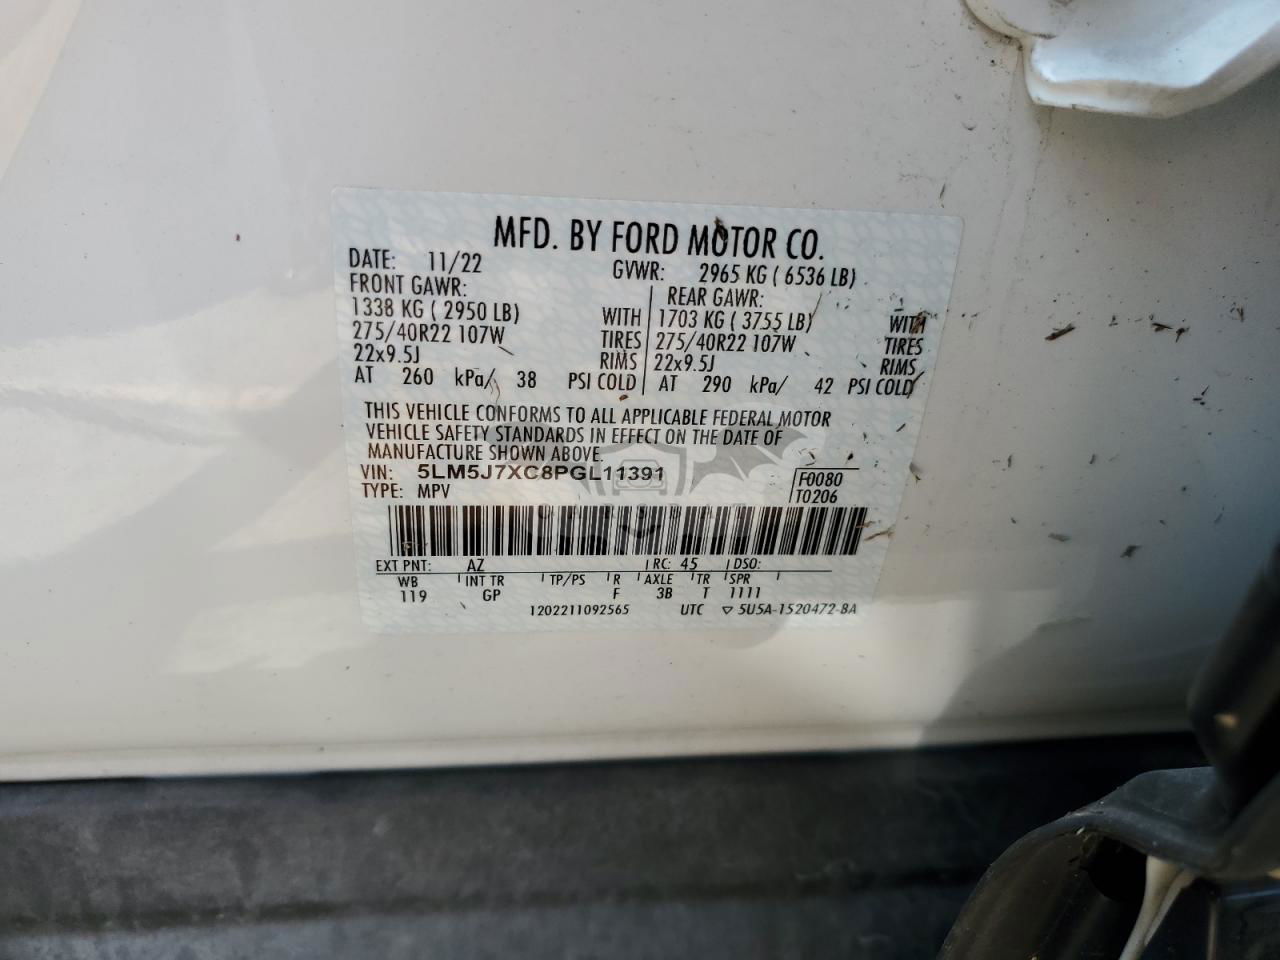 MFD. BY FORD MOTOR CO.
DATE: 11/22 GVWR: 2965 KG ( 6536 LB)
FRONT GAWR: REAR GAWR:
1338 KG ( 2950 LB) WITH 1703 KG ( 3755 LB) WITH
275/40R22 107W TIRES 275/40R22 107W TIRES
22x9.5J RIMS 22x9.5J RIMS
AT 260 kPa/ 38 PSI COLD AT 290 kPa/ 42 PSI COLD
THIS VEHICLE CONFORMS TO ALL APPLICABLE FEDERAL MOTOR
VEHICLE SAFETY STANDARDS IN EFFECT ON THE DATE OF
MANUFACTURE SHOWN ABOVE.
VIN: 5LM5J7XC8PGL11391 F0080
TYPE: MPV T0206
EXT PNT: AZ RC: 45 DSO:
WB INT TR TP/PS R AXLE TR SPR
119 GP F 3B T 1111
1202211092565 UTC ▽ 5U5A-1520472-BA